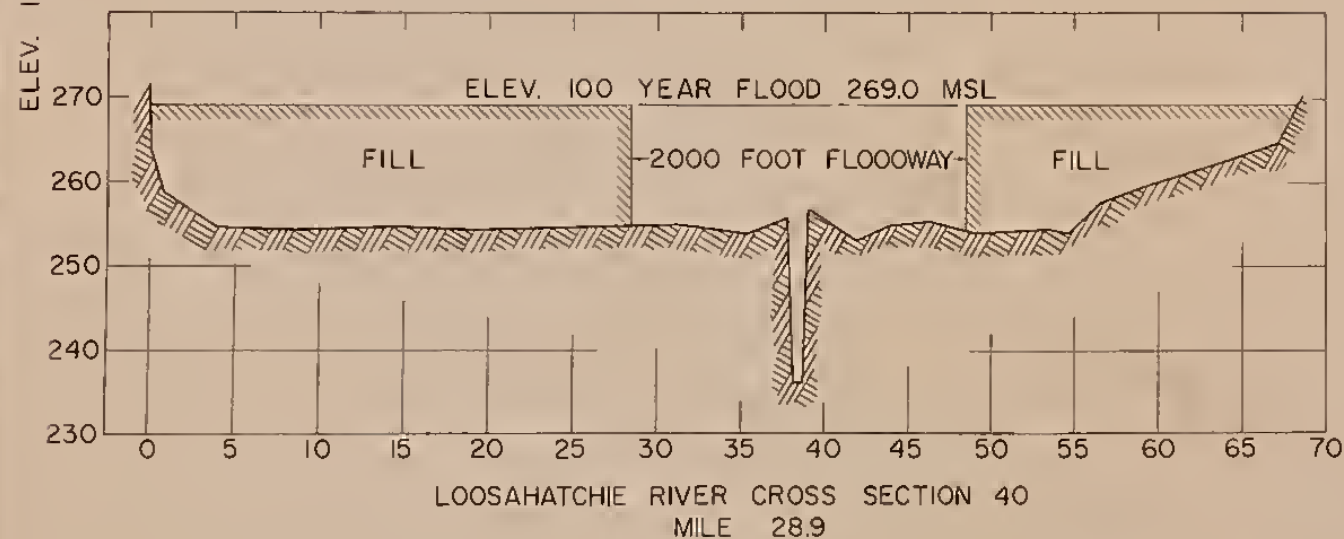 ELEV.
270
260
250
240
230
ELEV. 100 YEAR FLOOD 269.0 MSL
FILL
2000 FOOT FLOOOWAY
FILL
0 5 10 15 20 25 30 35 40 45 50 55 60 65 70
LOOSAHATCHIE RIVER CROSS SECTION 40
MILE 28.9